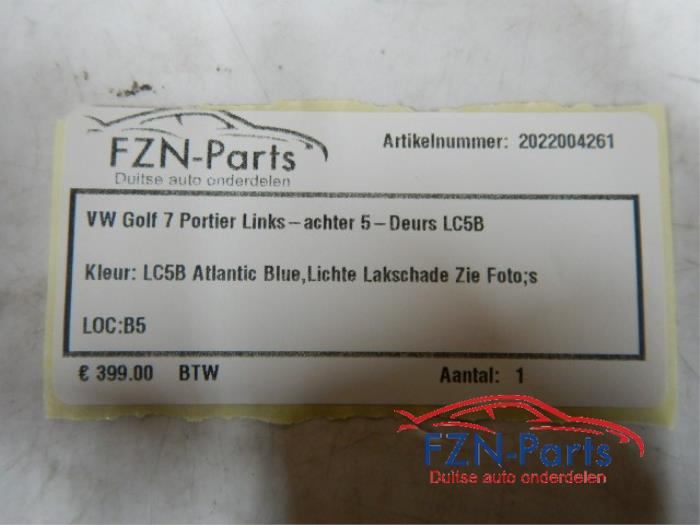 FZN-Parts
Duitse auto onderdelen
Artikelnummer: 2022004261
VW Golf 7 Portier Links-achter 5-Deurs LC5B
Kleur: LC5B Atlantic Blue,Lichte Lakschade Zie Foto;s
LOC:B5
€ 399.00 BTW Aantal: 1
FZN-Parts
Duitse auto onderdelen